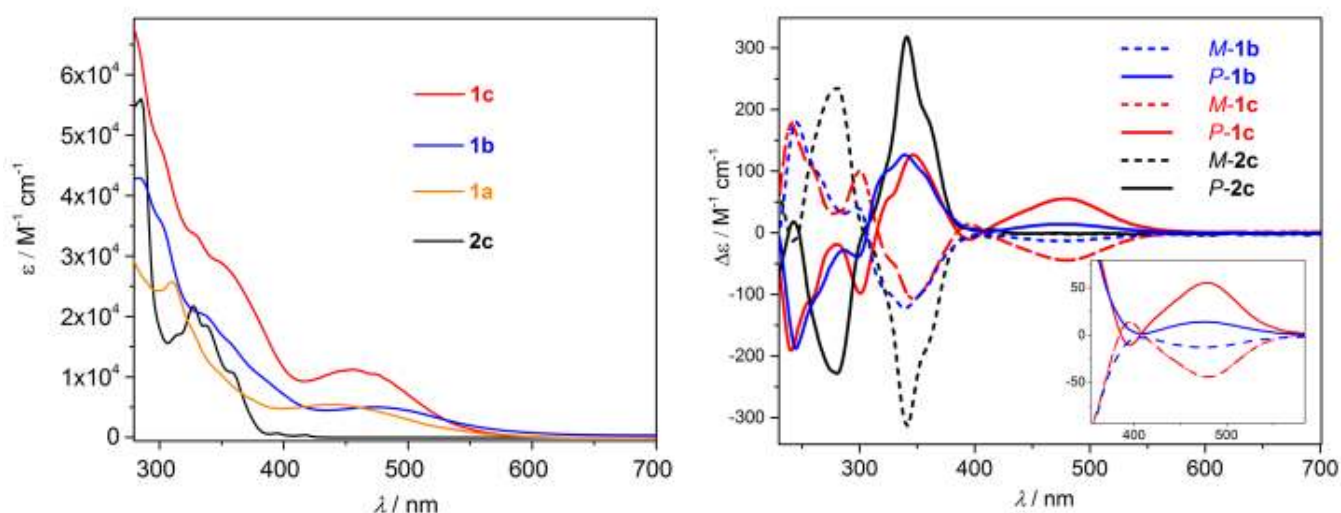 6x10⁴
5x10⁴
4x10⁴
3x10⁴
2x10⁴
1x10⁴
0
ε / M⁻¹ cm⁻¹
1c
1b
1a
2c
300
400
500
600
700
λ / nm
300
200
100
0
-100
-200
-300
Δε / M⁻¹ cm⁻¹
M-1b
P-1b
M-1c
P-1c
M-2c
P-2c
50
0
-50
400
500
300
400
500
600
700
λ / nm